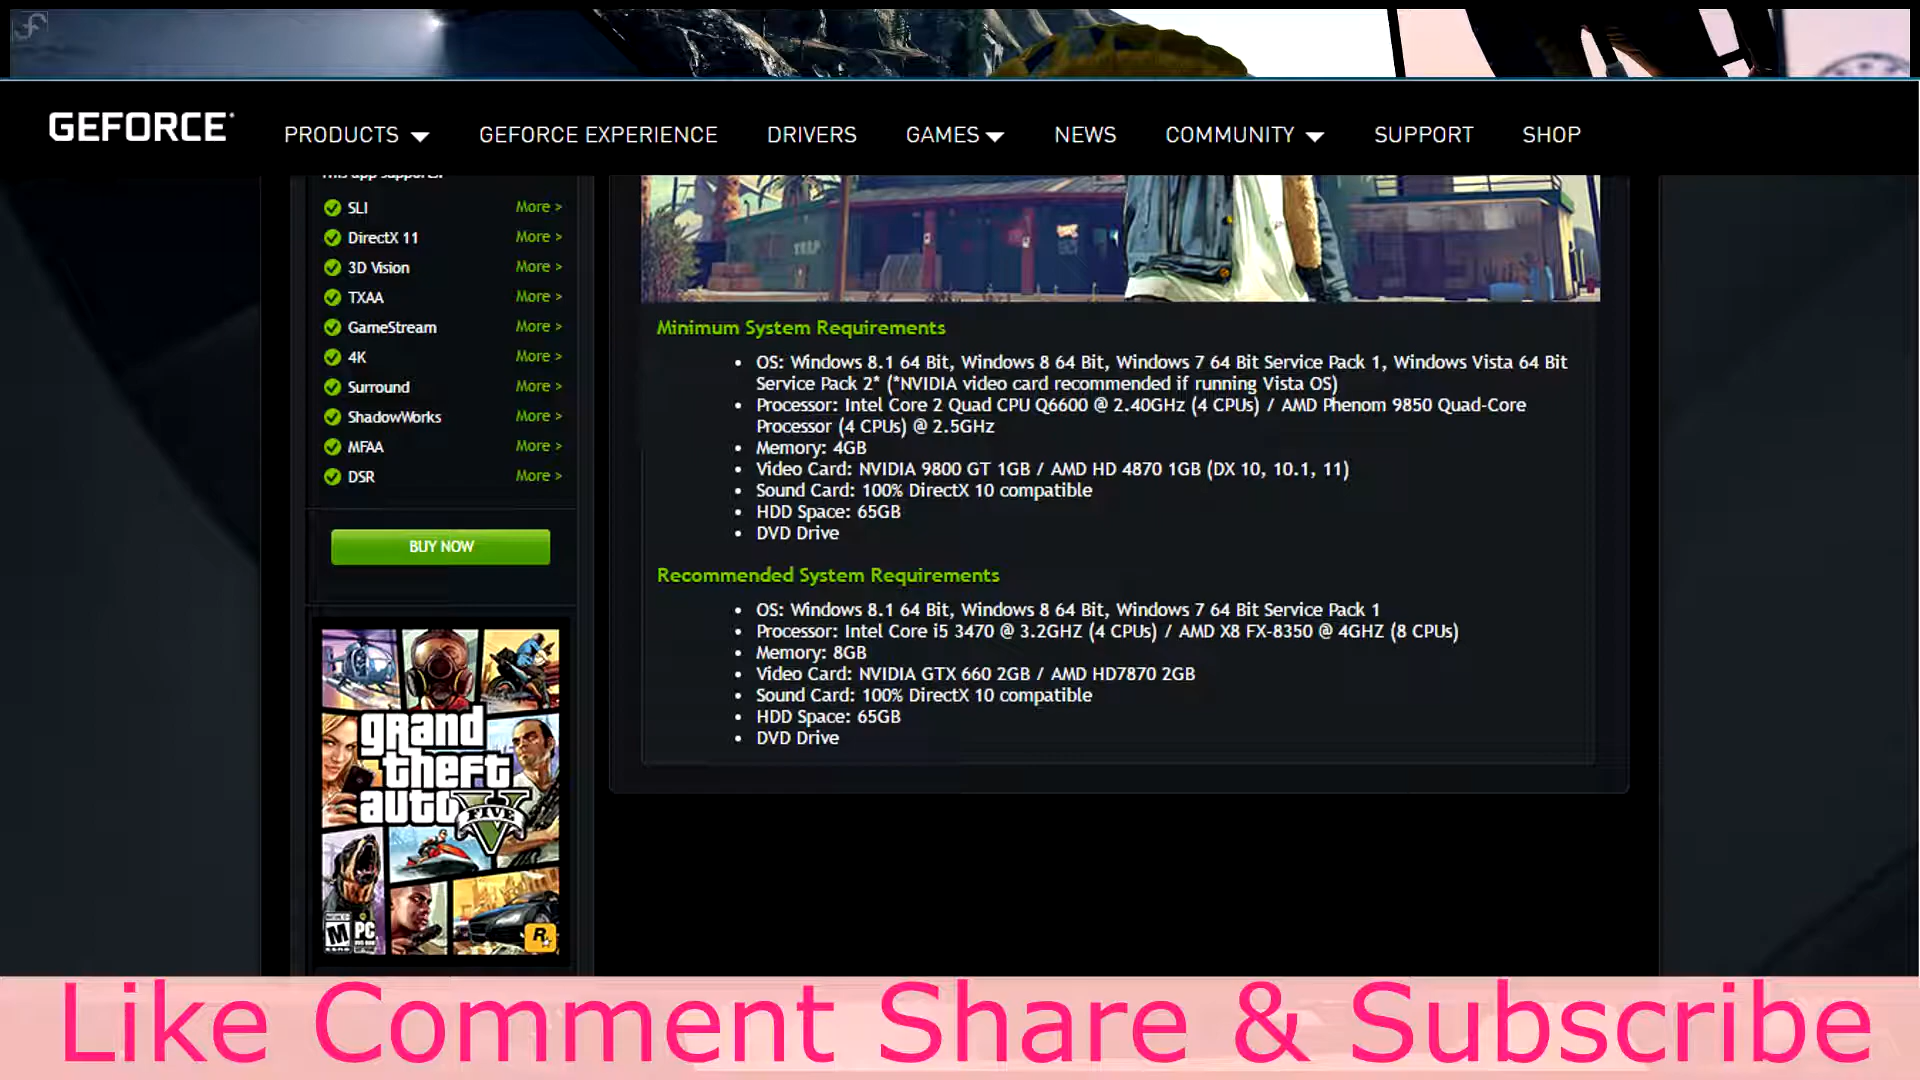 GEFORCE
PRODUCTS
GEFORCE EXPERIENCE
DRIVERS
GAMES
NEWS
COMMUNITY
SUPPORT
SHOP
This app supports:
SLI More >
DirectX 11 More >
3D Vision More >
TXAA More >
GameStream More >
4K More >
Surround More >
ShadowWorks More >
MFAA More >
DSR More >
BUY NOW
grand
theft
auto
FIVE
M PC
R
Minimum System Requirements
• OS: Windows 8.1 64 Bit, Windows 8 64 Bit, Windows 7 64 Bit Service Pack 1, Windows Vista 64 Bit
Service Pack 2* (*NVIDIA video card recommended if running Vista OS)
• Processor: Intel Core 2 Quad CPU Q6600 @ 2.40GHz (4 CPUs) / AMD Phenom 9850 Quad-Core
Processor (4 CPUs) @ 2.5GHz
• Memory: 4GB
• Video Card: NVIDIA 9800 GT 1GB / AMD HD 4870 1GB (DX 10, 10.1, 11)
• Sound Card: 100% DirectX 10 compatible
• HDD Space: 65GB
• DVD Drive
Recommended System Requirements
• OS: Windows 8.1 64 Bit, Windows 8 64 Bit, Windows 7 64 Bit Service Pack 1
• Processor: Intel Core i5 3470 @ 3.2GHZ (4 CPUs) / AMD X8 FX-8350 @ 4GHZ (8 CPUs)
• Memory: 8GB
• Video Card: NVIDIA GTX 660 2GB / AMD HD7870 2GB
• Sound Card: 100% DirectX 10 compatible
• HDD Space: 65GB
• DVD Drive
Like Comment Share & Subscribe